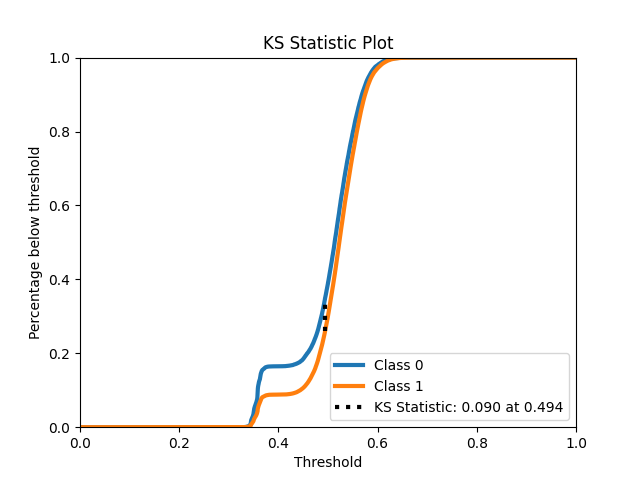 KS Statistic Plot
Percentage below threshold
1.0
0.8
0.6
0.4
0.2
0.0
0.0 0.2 0.4 0.6 0.8 1.0
Threshold
Class 0
Class 1
KS Statistic: 0.090 at 0.494